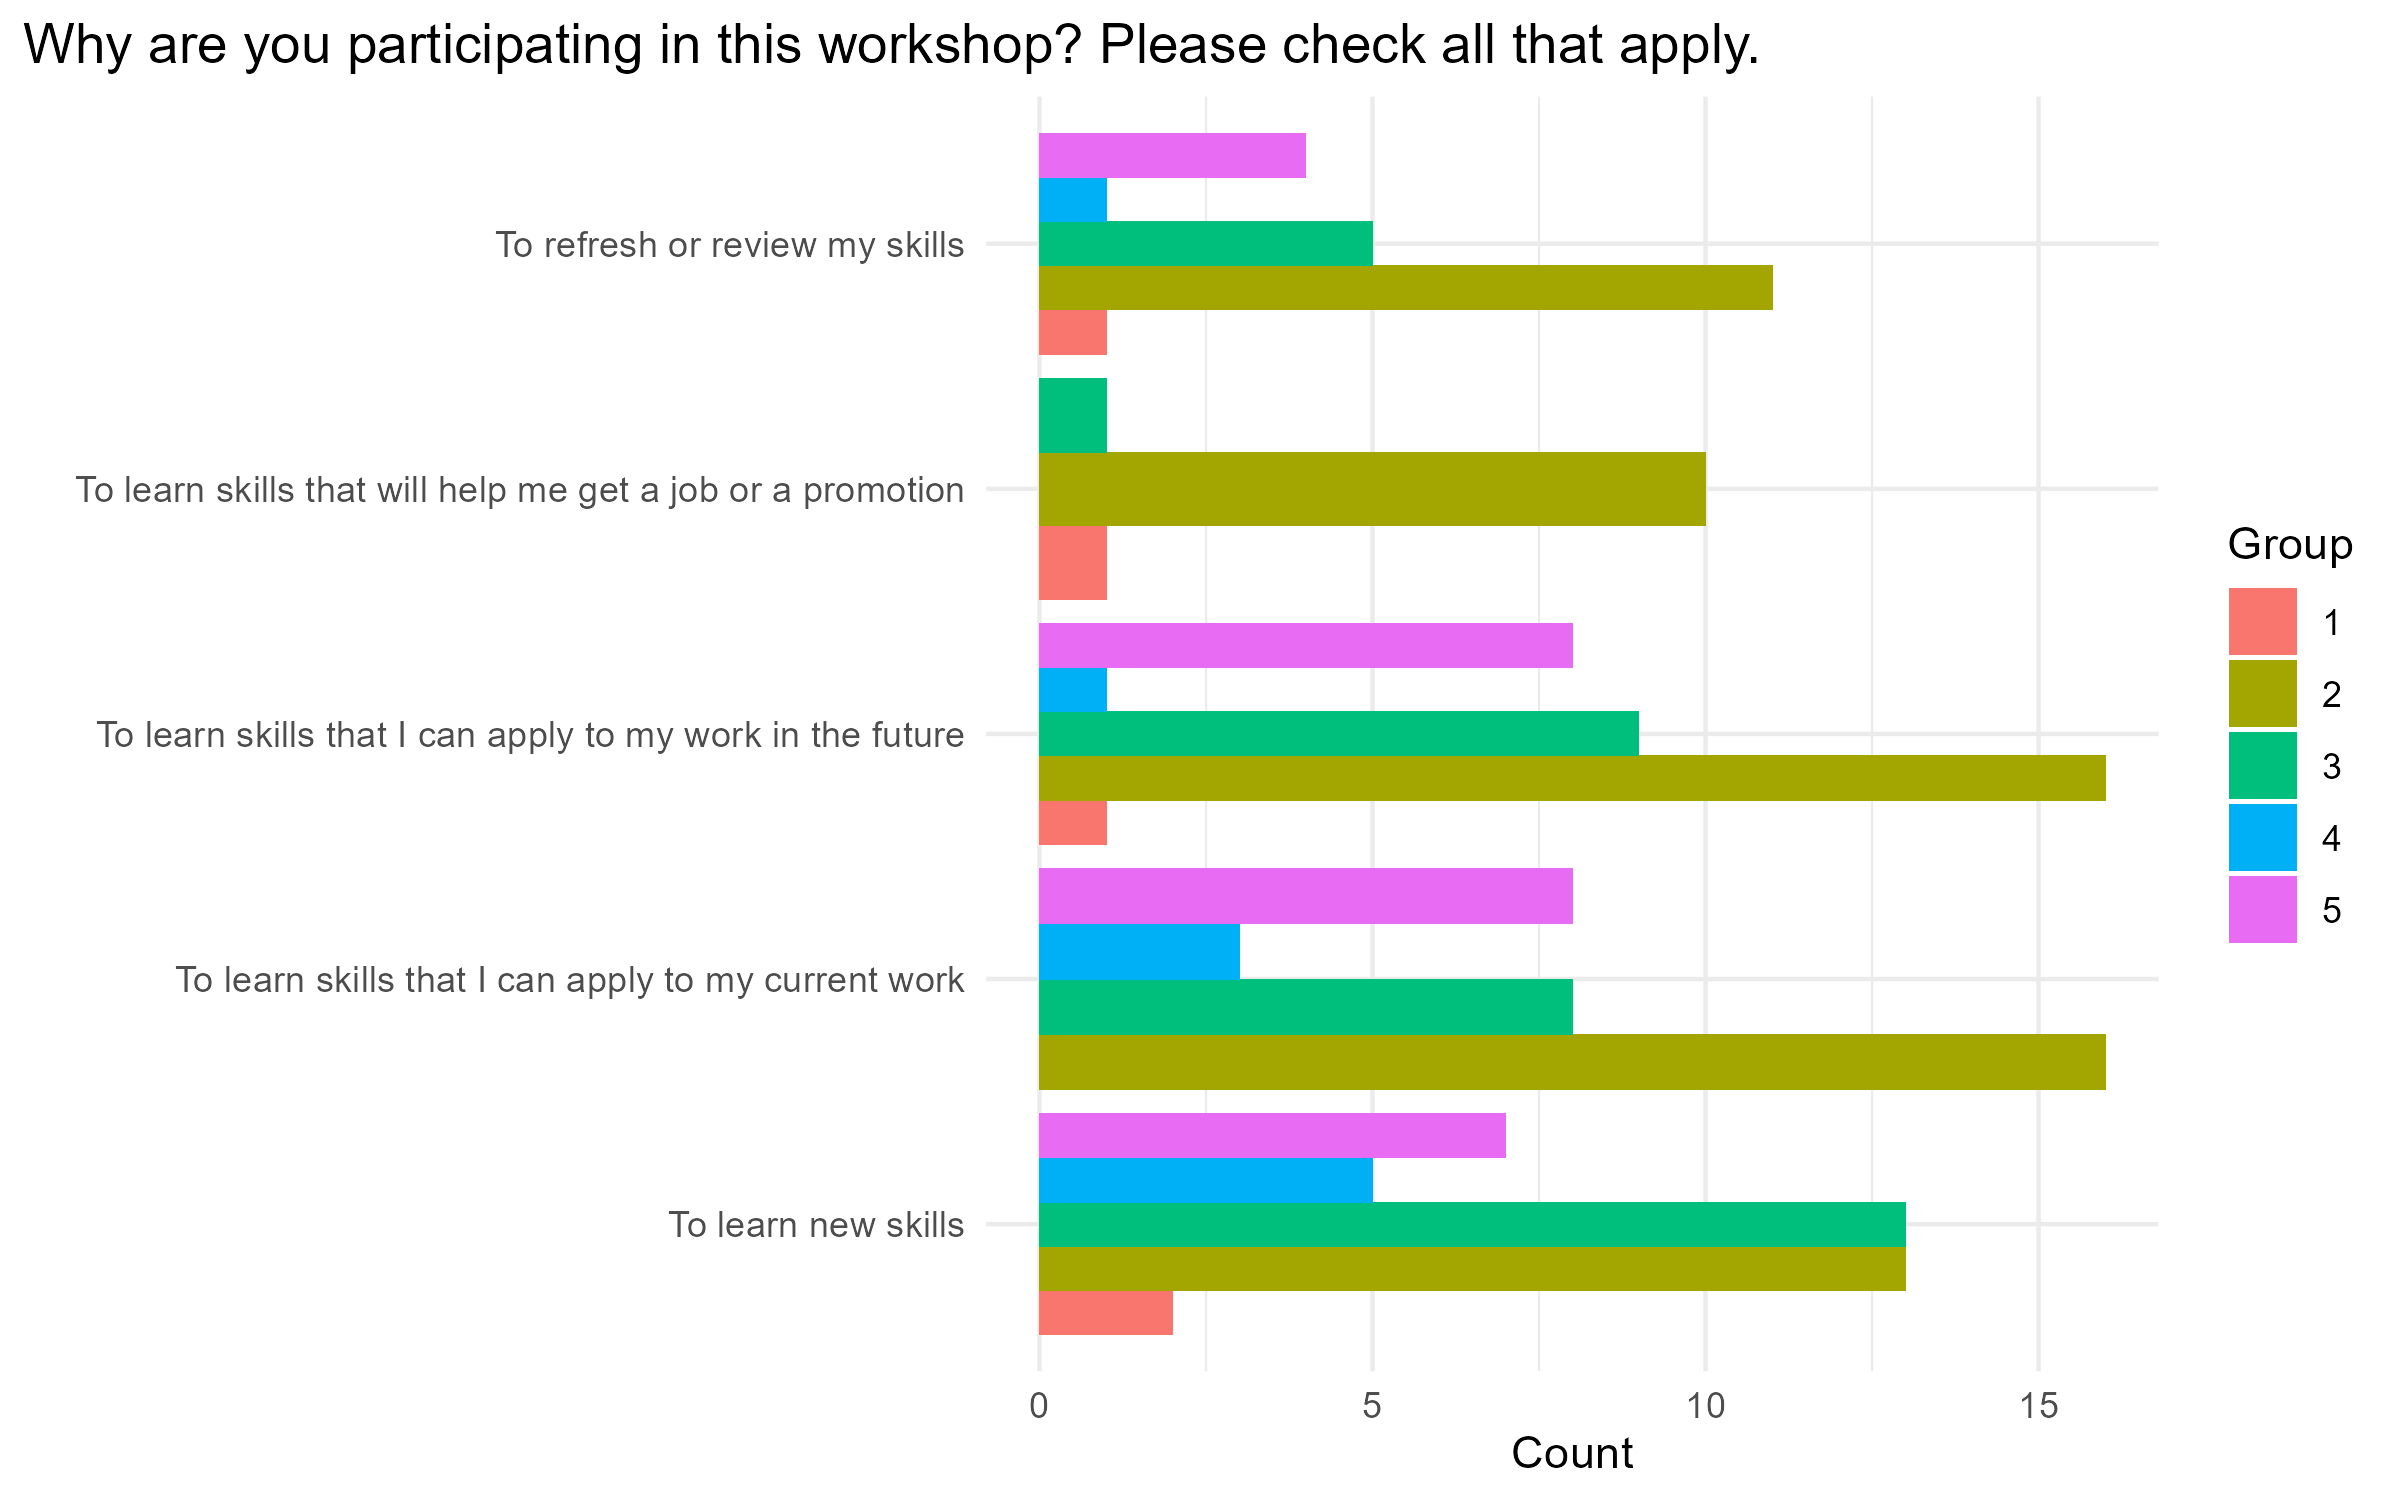 Why are you participating in this workshop? Please check all that apply.
To refresh or review my skills
To learn skills that will help me get a job or a promotion
To learn skills that I can apply to my work in the future
To learn skills that I can apply to my current work
To learn new skills
0 5 10 15
Count
Group
1
2
3
4
5